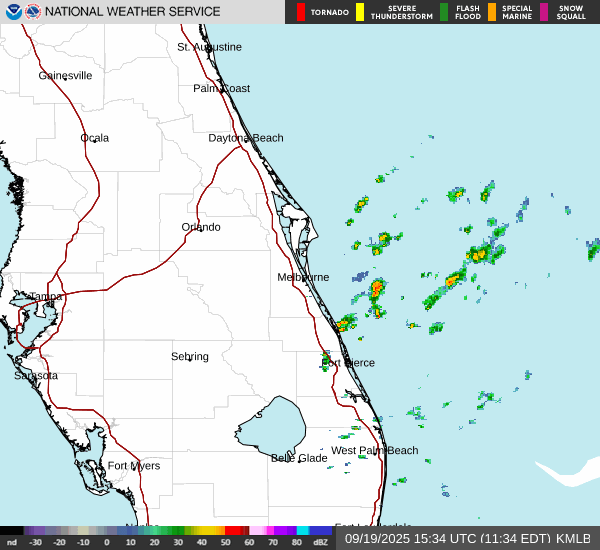 NATIONAL WEATHER SERVICE
TORNADO
SEVERE THUNDERSTORM
FLASH FLOOD
SPECIAL MARINE
SNOW SQUALL
St. Augustine
Gainesville
Palm Coast
Ocala
Daytona Beach
Orlando
Melbourne
Tampa
Sebring
Fort Pierce
Sarasota
West Palm Beach
Belle Glade
Fort Myers
Fort Lauderdale
nd -30 -20 -10 0 10 20 30 40 50 60 70 80 dBZ
09/19/2025 15:34 UTC (11:34 EDT) KMLB